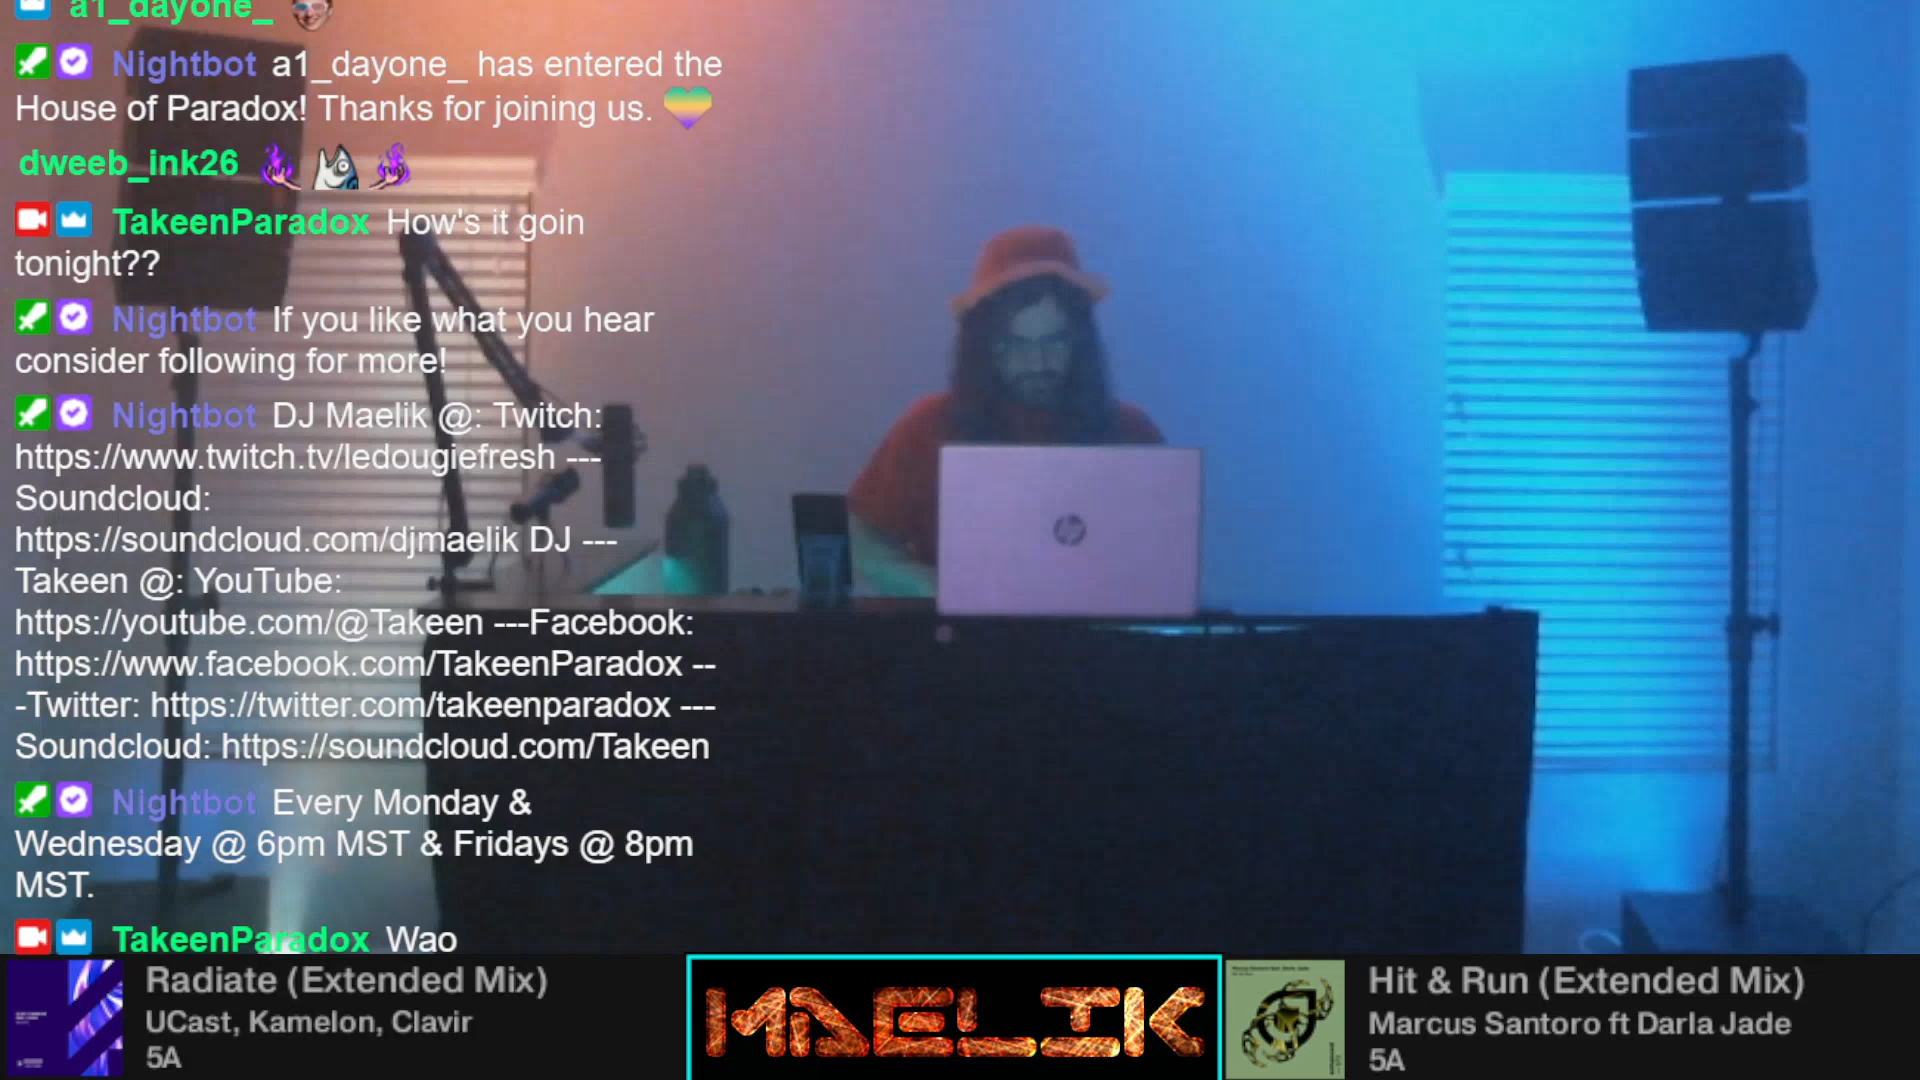 a1_dayone_
Nightbot a1_dayone_ has entered the
House of Paradox! Thanks for joining us.
dweeb_ink26
TakeenParadox How's it goin
tonight??
Nightbot If you like what you hear
consider following for more!
Nightbot DJ Maelik @: Twitch:
https://www.twitch.tv/ledougiefresh ---
Soundcloud:
https://soundcloud.com/djmaelik DJ ---
Takeen @: YouTube:
https://youtube.com/@Takeen ---Facebook:
https://www.facebook.com/TakeenParadox --
-Twitter: https://twitter.com/takeenparadox ---
Soundcloud: https://soundcloud.com/Takeen
Nightbot Every Monday &
Wednesday @ 6pm MST & Fridays @ 8pm
MST.
TakeenParadox Wao
hp
Radiate (Extended Mix)
UCast, Kamelon, Clavir
5A
MAELIK
Hit & Run (Extended Mix)
Marcus Santoro ft Darla Jade
5A